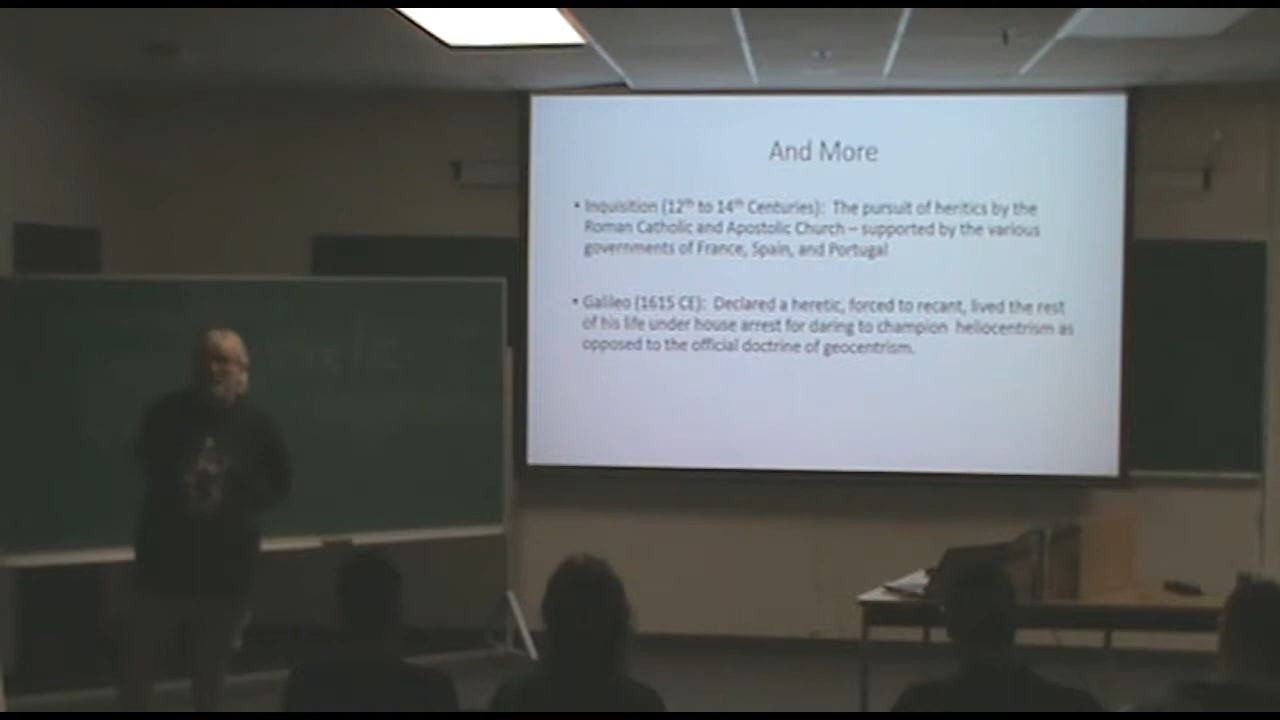 And More
• Inquisition (12th to 14th Centuries): The pursuit of heritics by the
Roman Catholic and Apostolic Church – supported by the various
governments of France, Spain, and Portugal
• Galileo (1615 CE): Declared a heretic, forced to recant, lived the rest
of his life under house arrest for daring to champion heliocentrism as
opposed to the official doctrine of geocentrism.